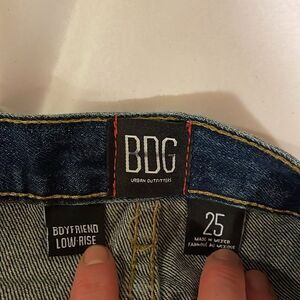 BDG
URBAN OUTFITTERS
BOYFRIEND
LOW-RISE
25
MADE IN MEXICO
FABRIQUÉ AU MEXIQUE